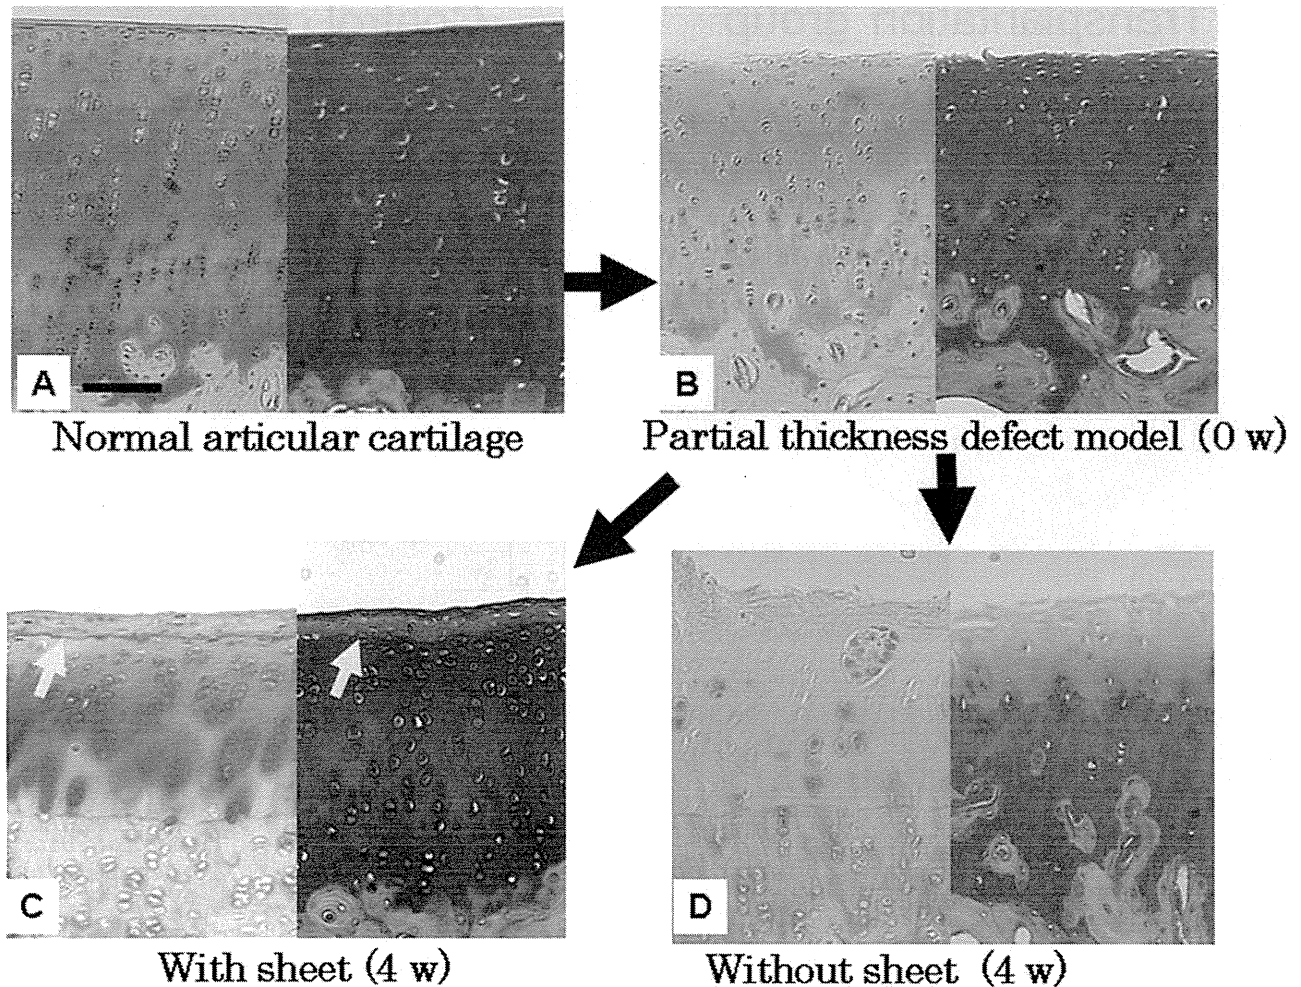 A
Normal articular cartilage
B
Partial thickness defect model (0 w)
C
With sheet (4 w)
D
Without sheet (4 w)